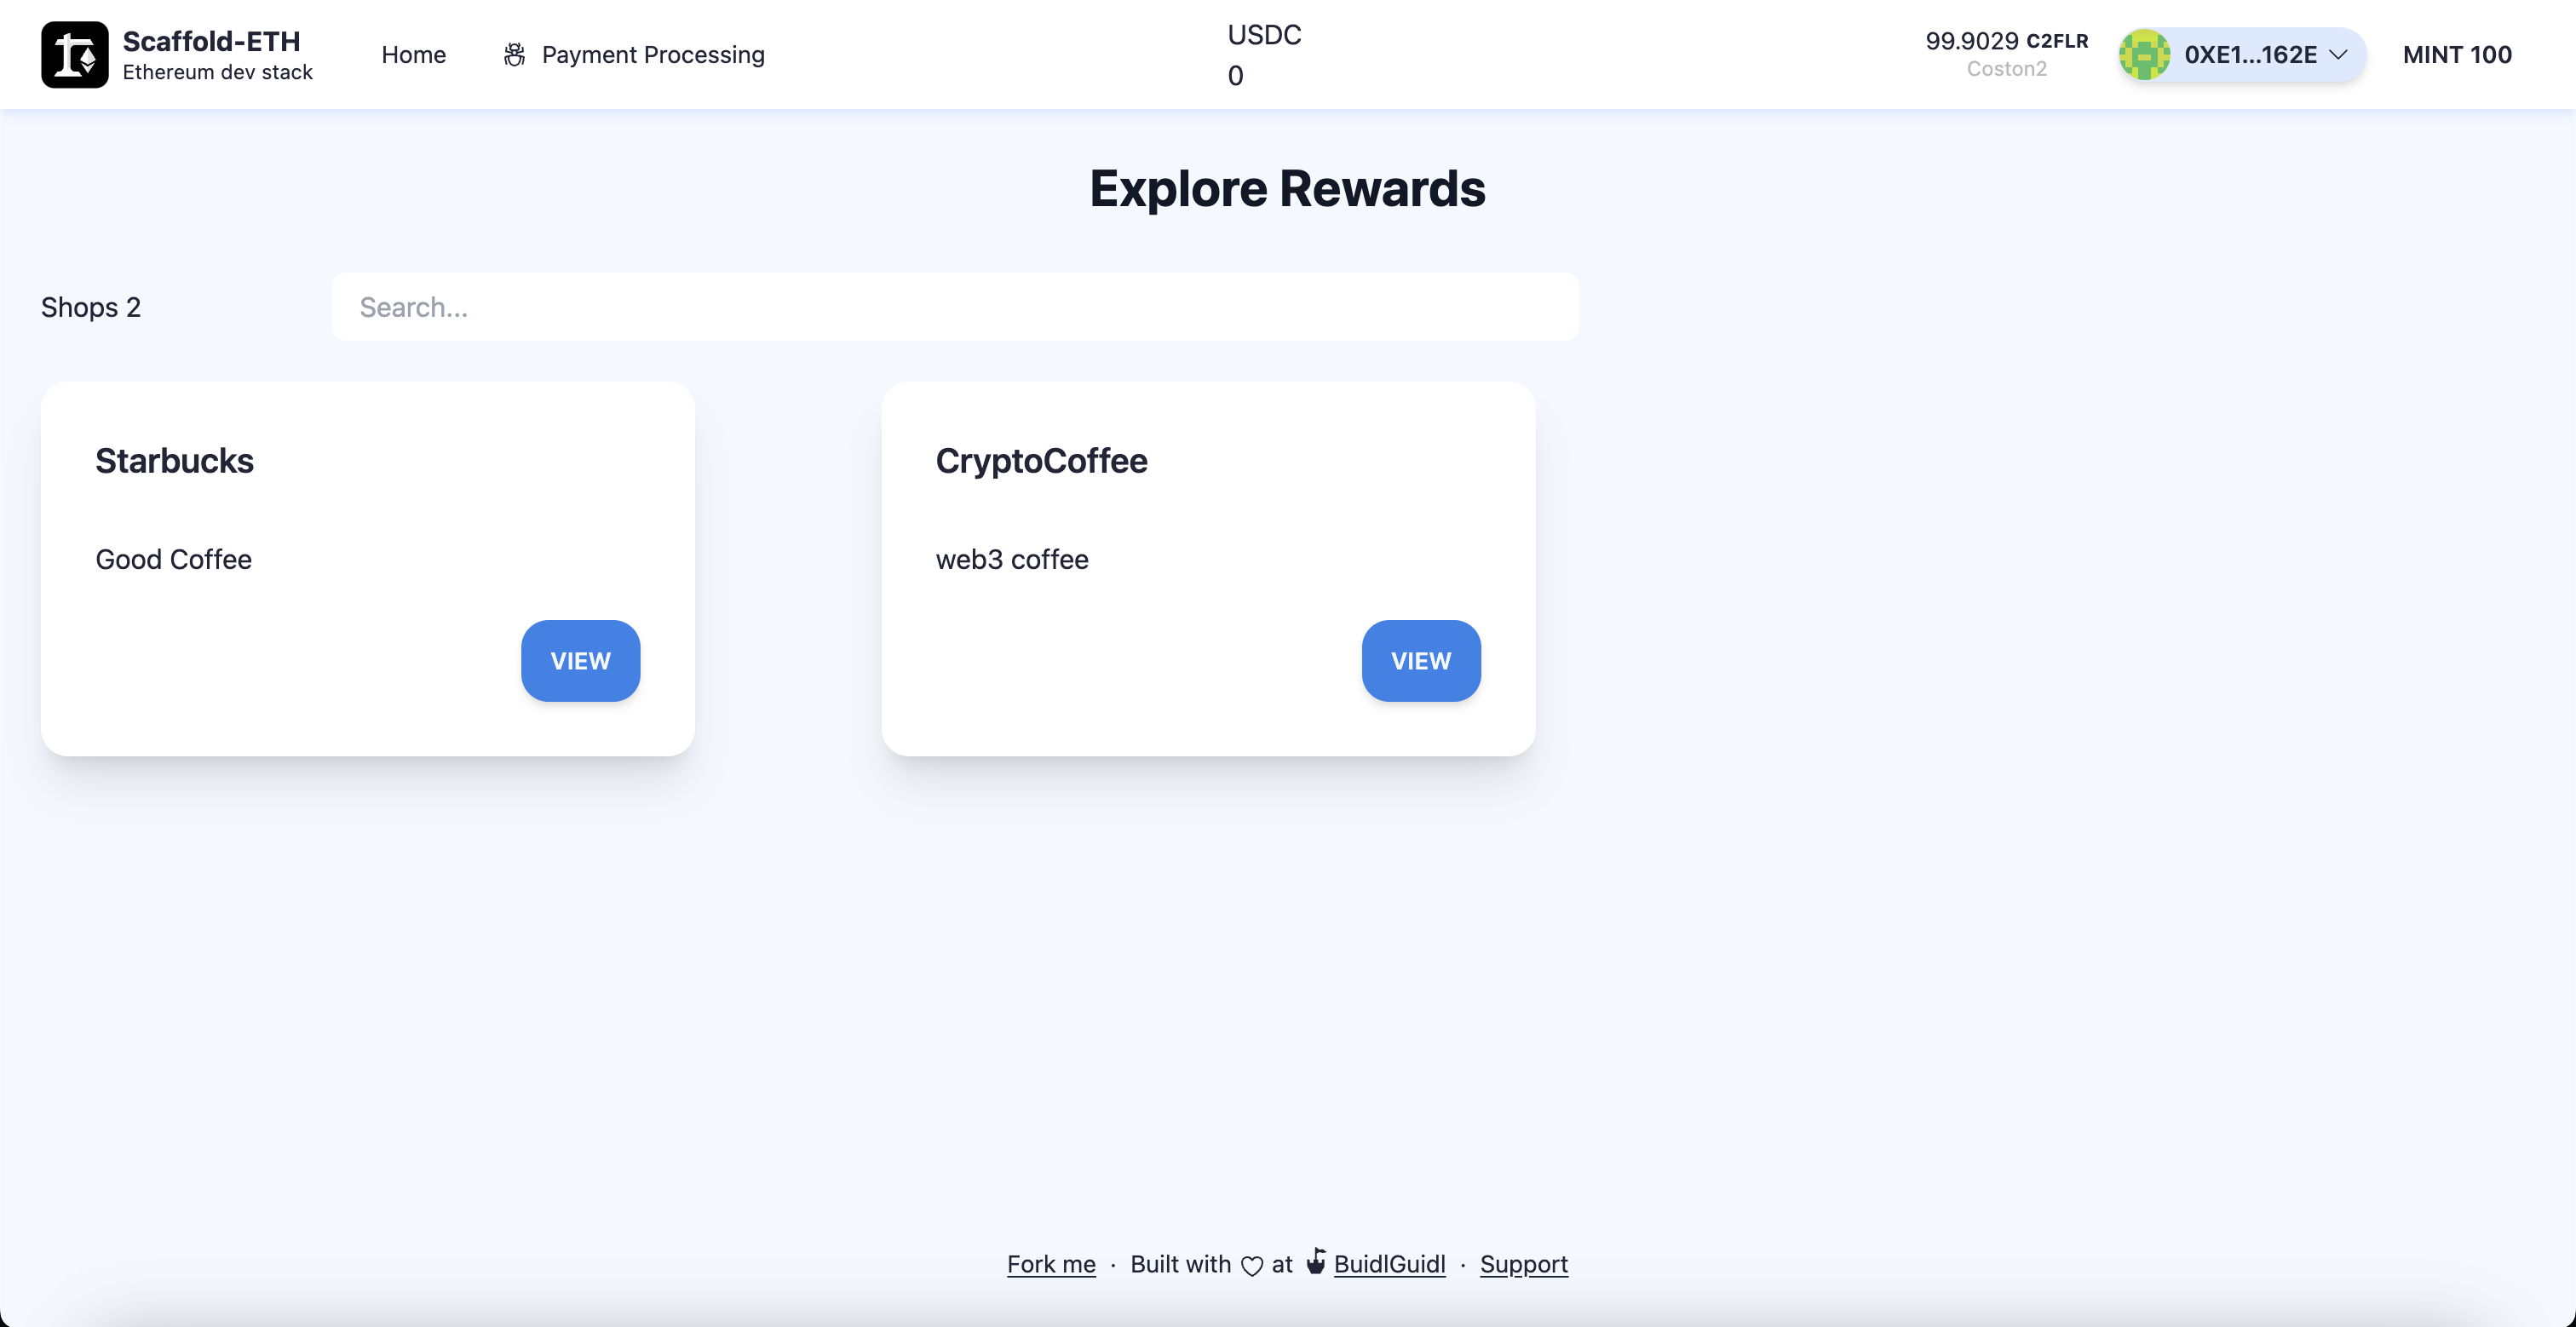 Scaffold-ETH
Ethereum dev stack
Home
Payment Processing
USDC
0
99.9029 C2FLR
Coston2
0XE1...162E
MINT 100
Explore Rewards
Shops 2
Search...
Starbucks
Good Coffee
VIEW
CryptoCoffee
web3 coffee
VIEW
Fork me · Built with ♡ at BuidlGuidl · Support